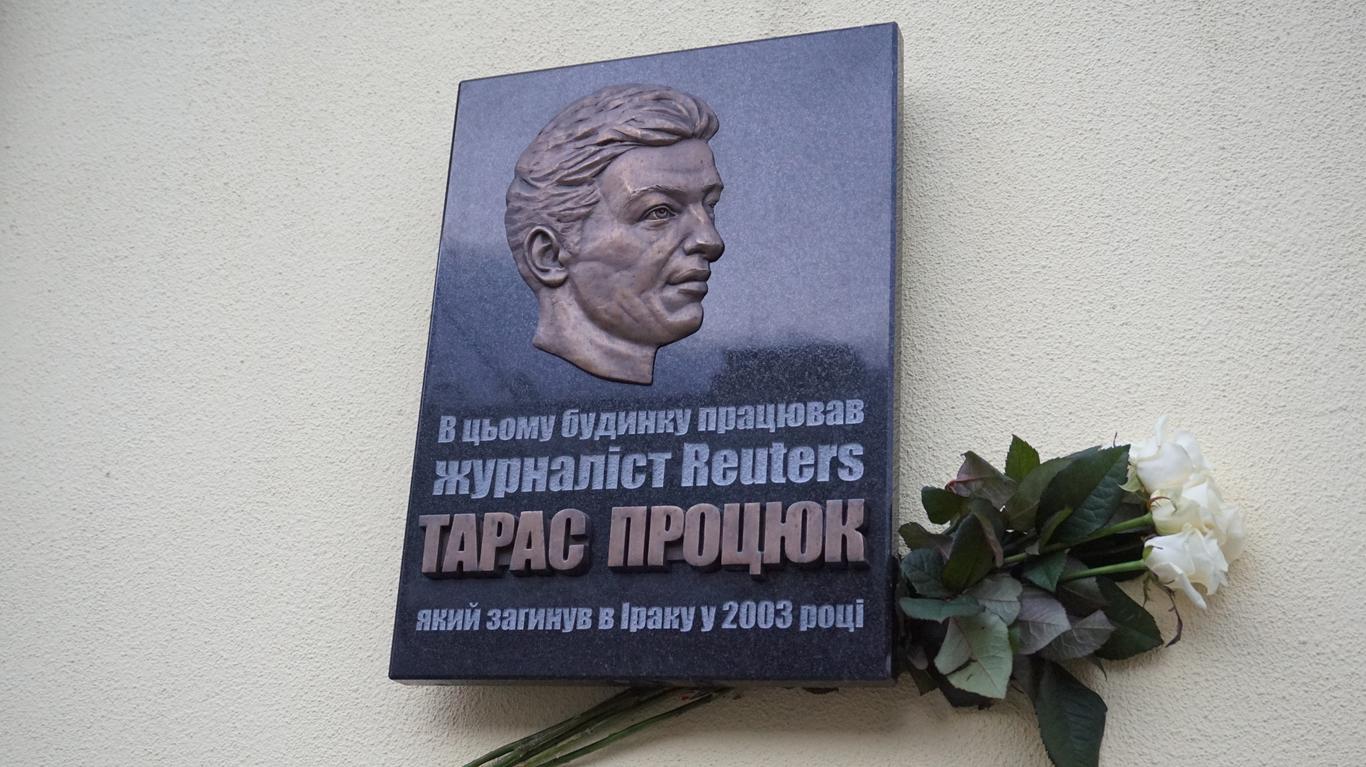 В цьому будинку працював
журналіст Reuters
ТАРАС ПРОЦЮК
який загинув в Іраку у 2003 році